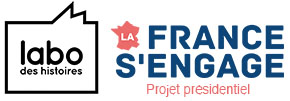 labo
des histoires
LA
FRANCE
S'ENGAGE
Projet présidentiel